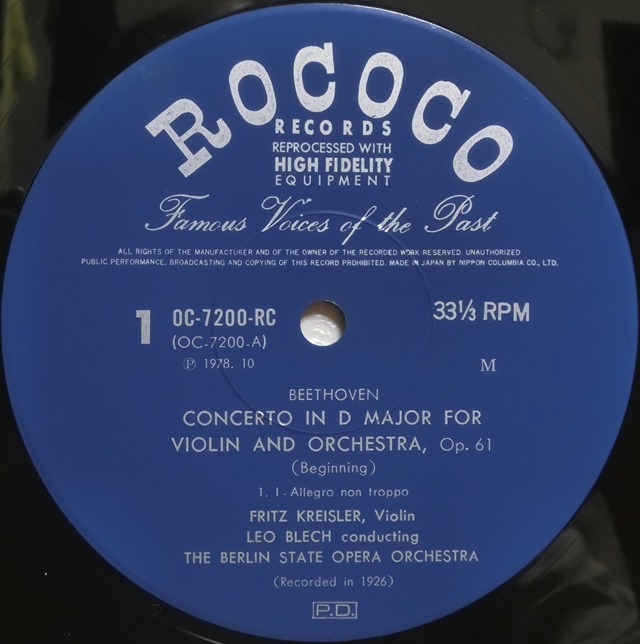 ROCOCO
RECORDS
REPROCESSED WITH
HIGH FIDELITY
EQUIPMENT
Famous Voices of the Past
ALL RIGHTS OF THE MANUFACTURER AND OF THE OWNER OF THE RECORDED WORK RESERVED UNAUTHORIZED
PUBLIC PERFORMANCE, BROADCASTING AND COPYING OF THIS RECORD PROHIBITED. MADE IN JAPAN BY NIPPON COLUMBIA CO., LTD.
1 OC-7200-RC 33⅓ RPM
(OC-7200-A)
Ⓟ 1978. 10 M
BEETHOVEN
CONCERTO IN D MAJOR FOR
VIOLIN AND ORCHESTRA, Op. 61
(Beginning)
1. I - Allegro non troppo
FRITZ KREISLER, Violin
LEO BLECH conducting
THE BERLIN STATE OPERA ORCHESTRA
(Recorded in 1926)
P.D.